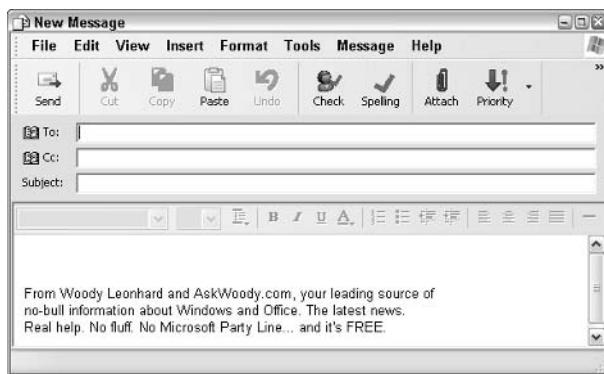 New Message
File Edit View Insert Format Tools Message Help
Send Cut Copy Paste Undo Check Spelling Attach Priority
To:
Cc:
Subject:
B I U A
From Woody Leonhard and AskWoody.com, your leading source of
no-bull information about Windows and Office. The latest news.
Real help. No fluff. No Microsoft Party Line... and it's FREE.